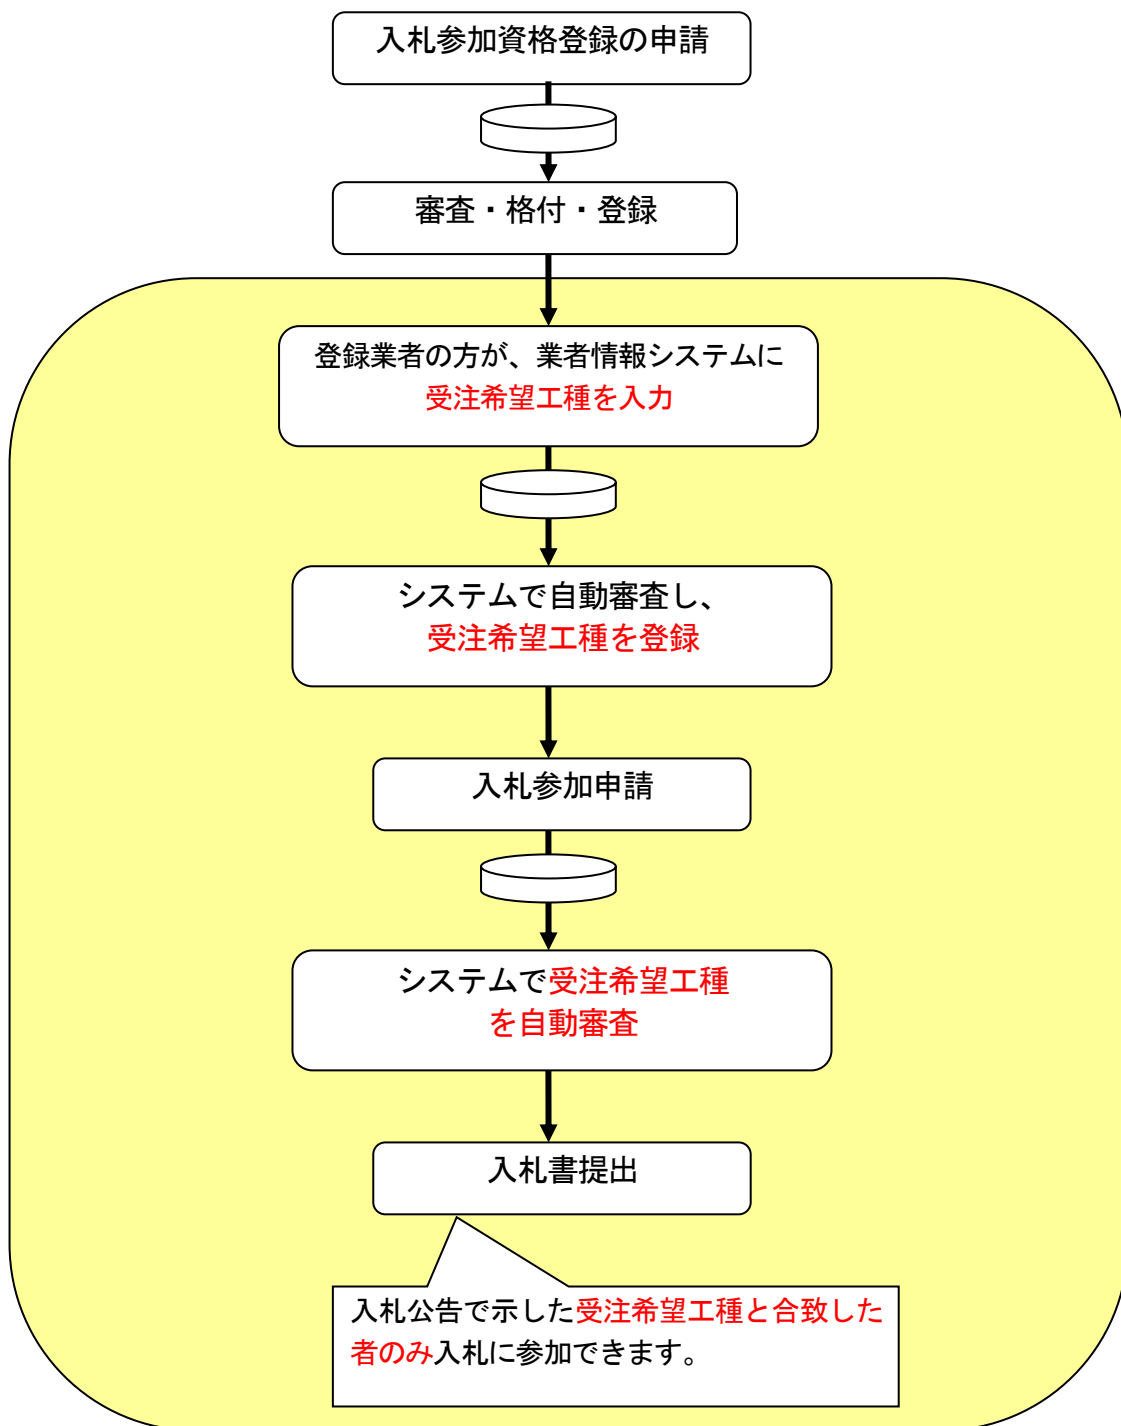 入札参加資格登録の申請
審査・格付・登録
登録業者の方が、業者情報システムに
受注希望工種を入力
システムで自動審査し、
受注希望工種を登録
入札参加申請
システムで受注希望工種
を自動審査
入札書提出
入札公告で示した受注希望工種と合致した
者のみ入札に参加できます。